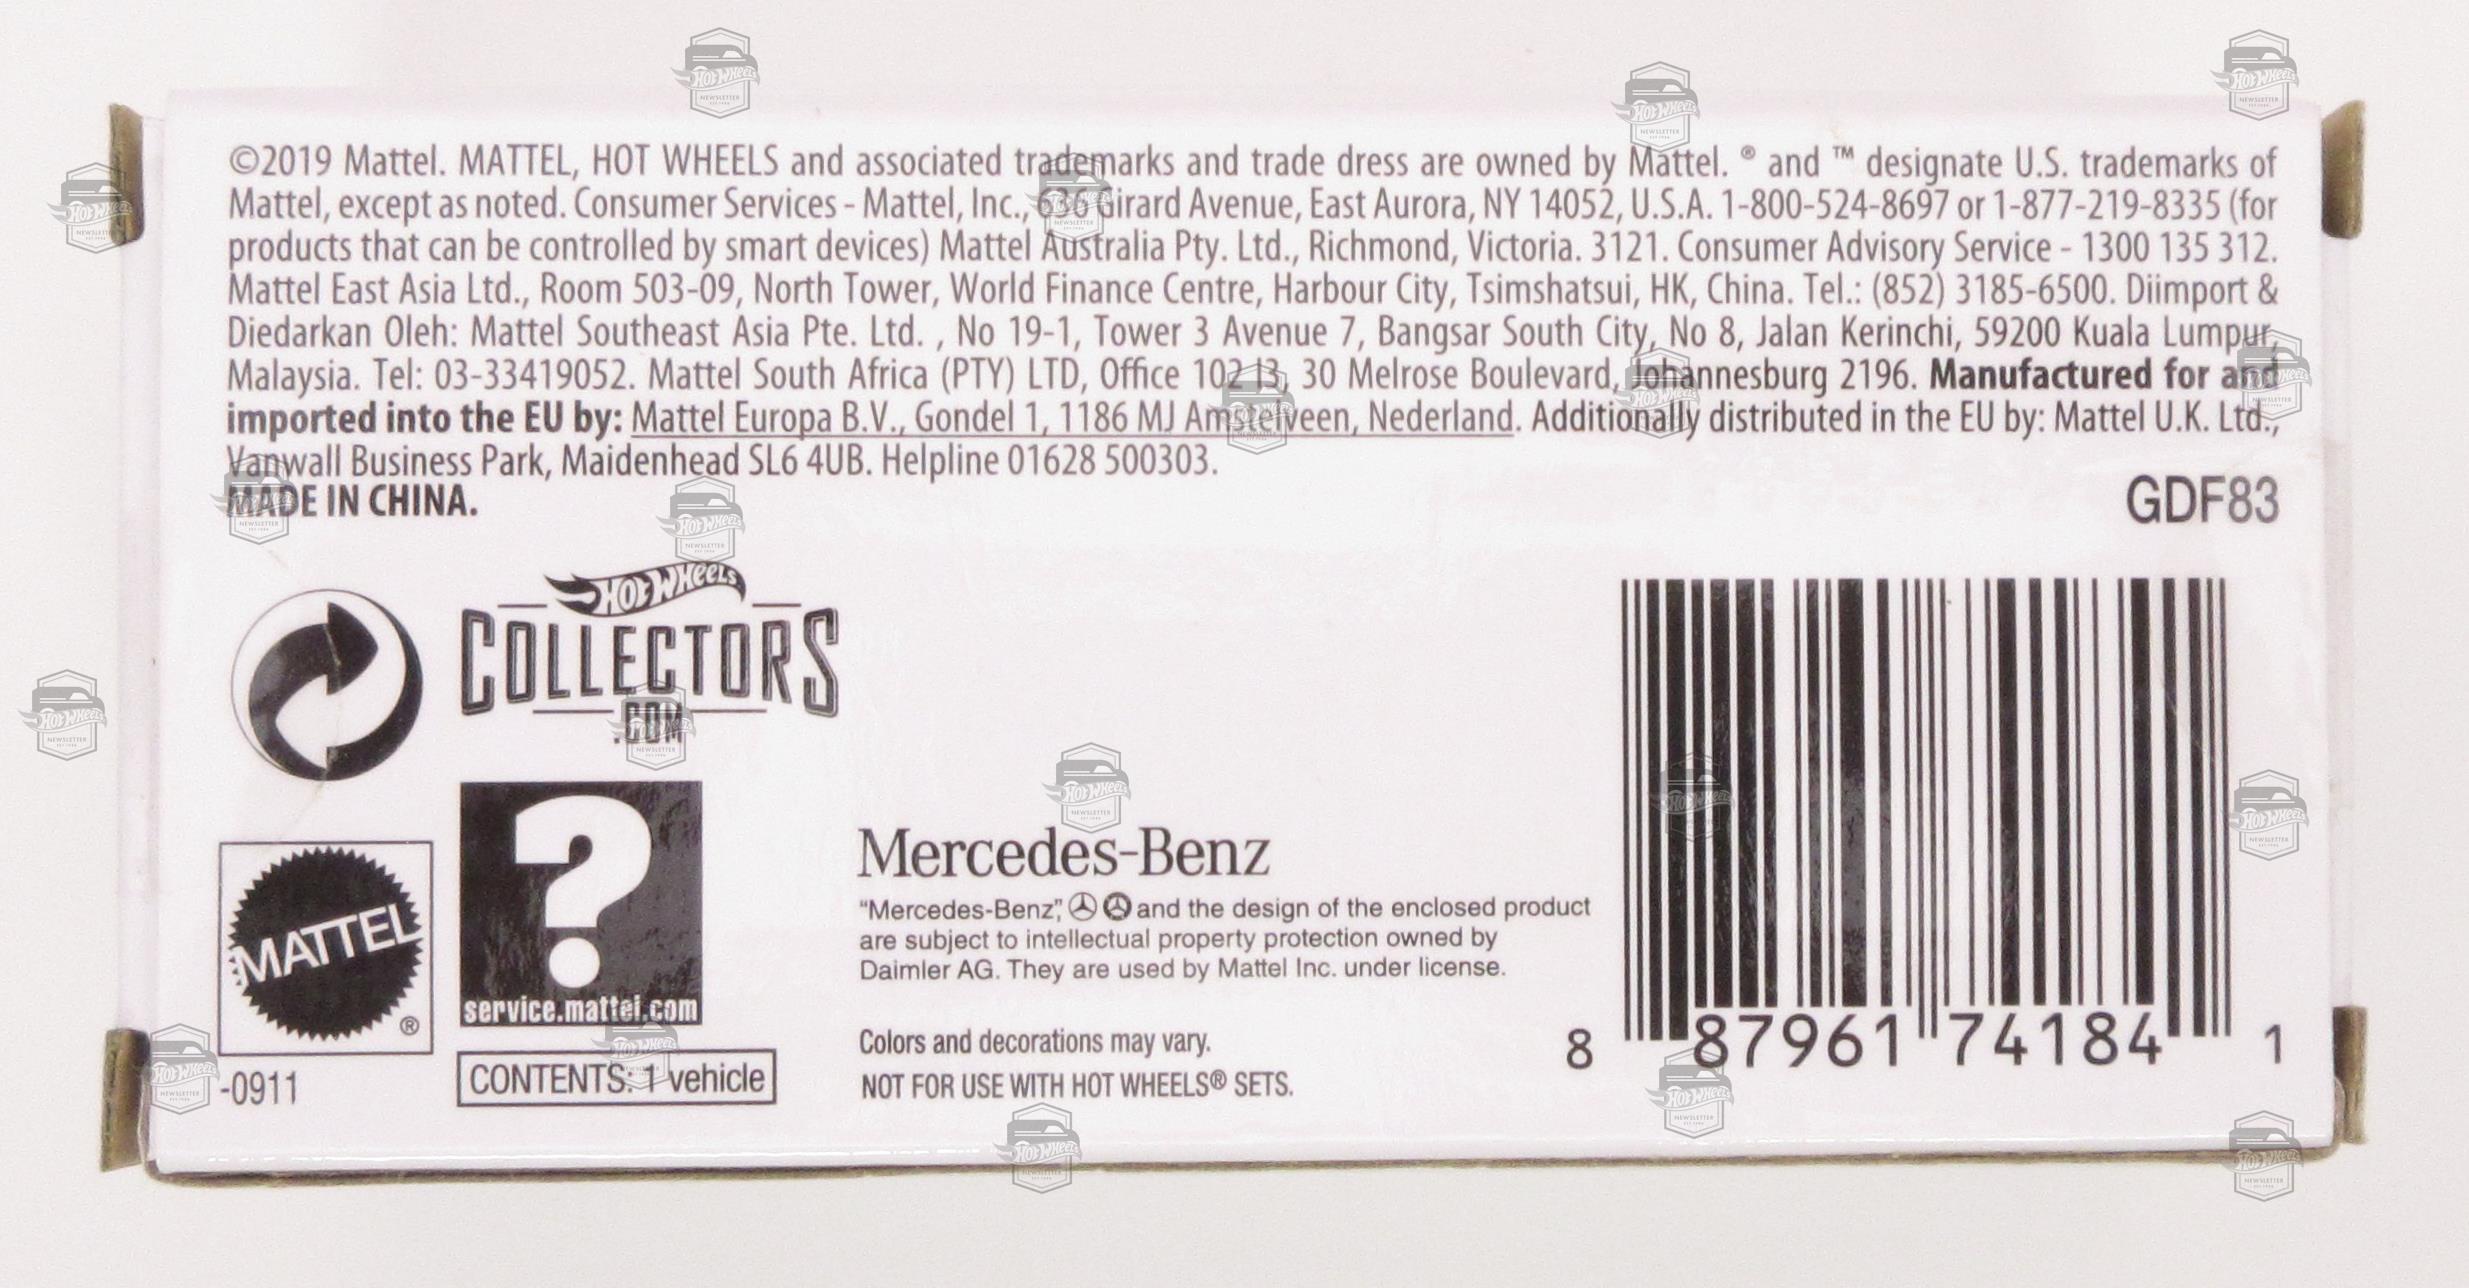 ©2019 Mattel. MATTEL, HOT WHEELS and associated trademarks and trade dress are owned by Mattel. ® and ™ designate U.S. trademarks of
Mattel, except as noted. Consumer Services - Mattel, Inc., 636 Girard Avenue, East Aurora, NY 14052, U.S.A. 1-800-524-8697 or 1-877-219-8335 (for
products that can be controlled by smart devices) Mattel Australia Pty. Ltd., Richmond, Victoria. 3121. Consumer Advisory Service - 1300 135 312.
Mattel East Asia Ltd., Room 503-09, North Tower, World Finance Centre, Harbour City, Tsimshatsui, HK, China. Tel.: (852) 3185-6500. Diimport &
Diedarkan Oleh: Mattel Southeast Asia Pte. Ltd. , No 19-1, Tower 3 Avenue 7, Bangsar South City, No 8, Jalan Kerinchi, 59200 Kuala Lumpur,
Malaysia. Tel: 03-33419052. Mattel South Africa (PTY) LTD, Office 102 I3, 30 Melrose Boulevard, Johannesburg 2196. Manufactured for and
imported into the EU by: Mattel Europa B.V., Gondel 1, 1186 MJ Amstelveen, Nederland. Additionally distributed in the EU by: Mattel U.K. Ltd.,
Vanwall Business Park, Maidenhead SL6 4UB. Helpline 01628 500303.
MADE IN CHINA.
GDF83
HOT WHEELS
COLLECTORS
.COM
MATTEL
®
service.mattel.com
-0911
CONTENTS: 1 vehicle
Mercedes-Benz
“Mercedes-Benz”, and the design of the enclosed product
are subject to intellectual property protection owned by
Daimler AG. They are used by Mattel Inc. under license.
Colors and decorations may vary.
NOT FOR USE WITH HOT WHEELS® SETS.
8 87961 74184 1
HOT WHEELS
NEWSLETTER